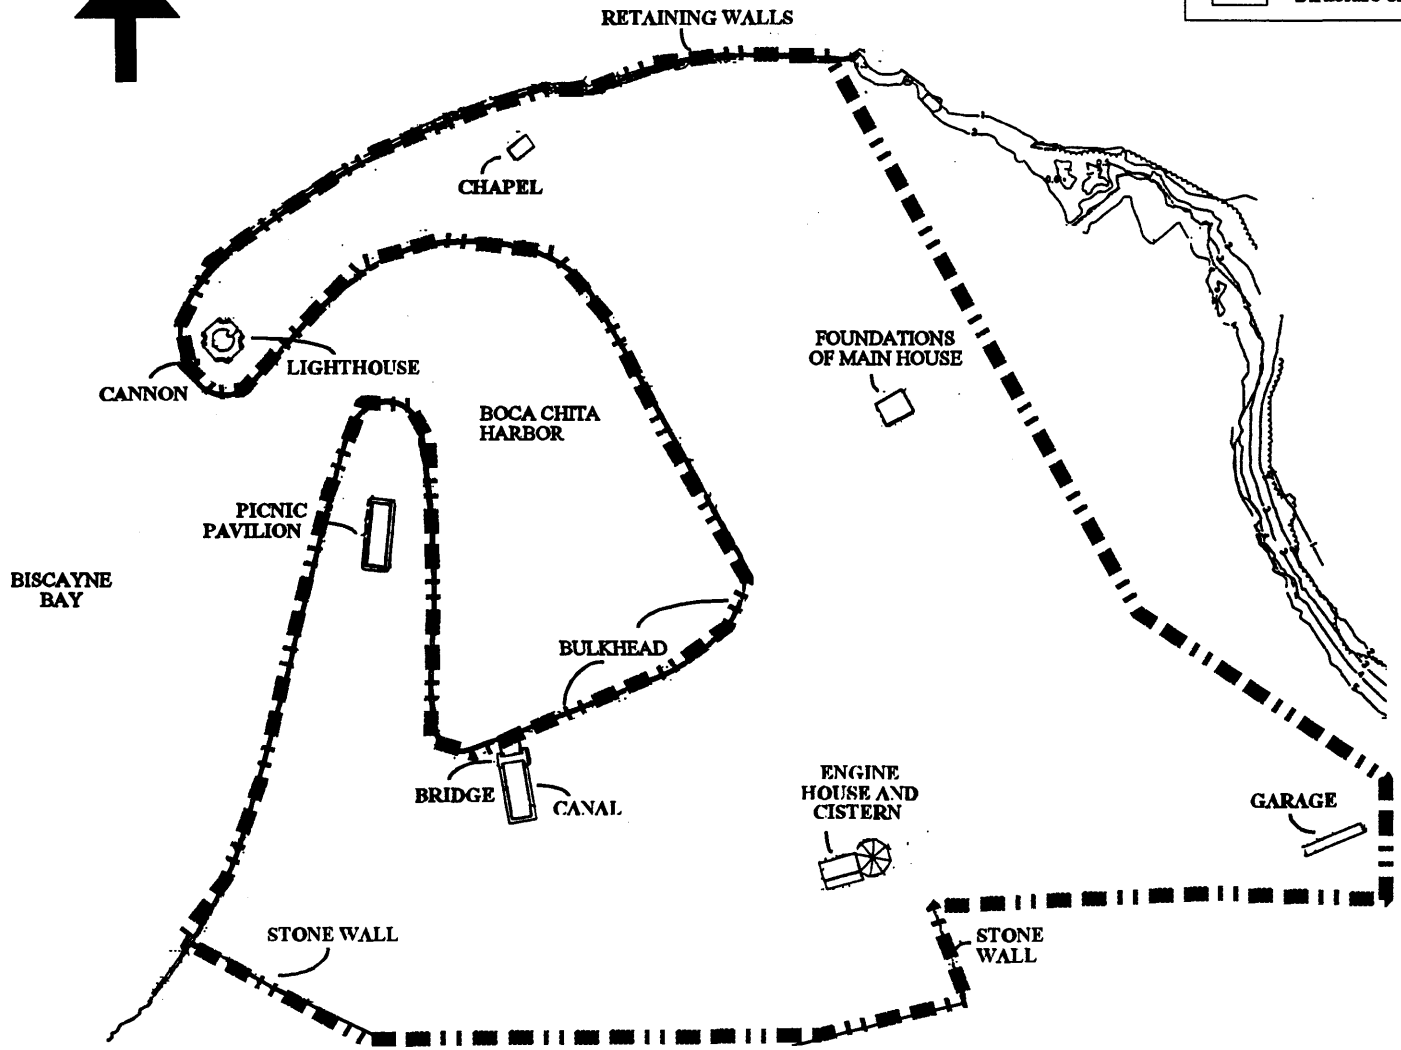 RETAINING WALLS
CHAPEL
LIGHTHOUSE
CANNON
FOUNDATIONS
OF MAIN HOUSE
BOCA CHITA
HARBOR
PICNIC
PAVILION
BISCAYNE
BAY
BULKHEAD
BRIDGE
CANAL
ENGINE
HOUSE AND
CISTERN
GARAGE
STONE WALL
STONE
WALL